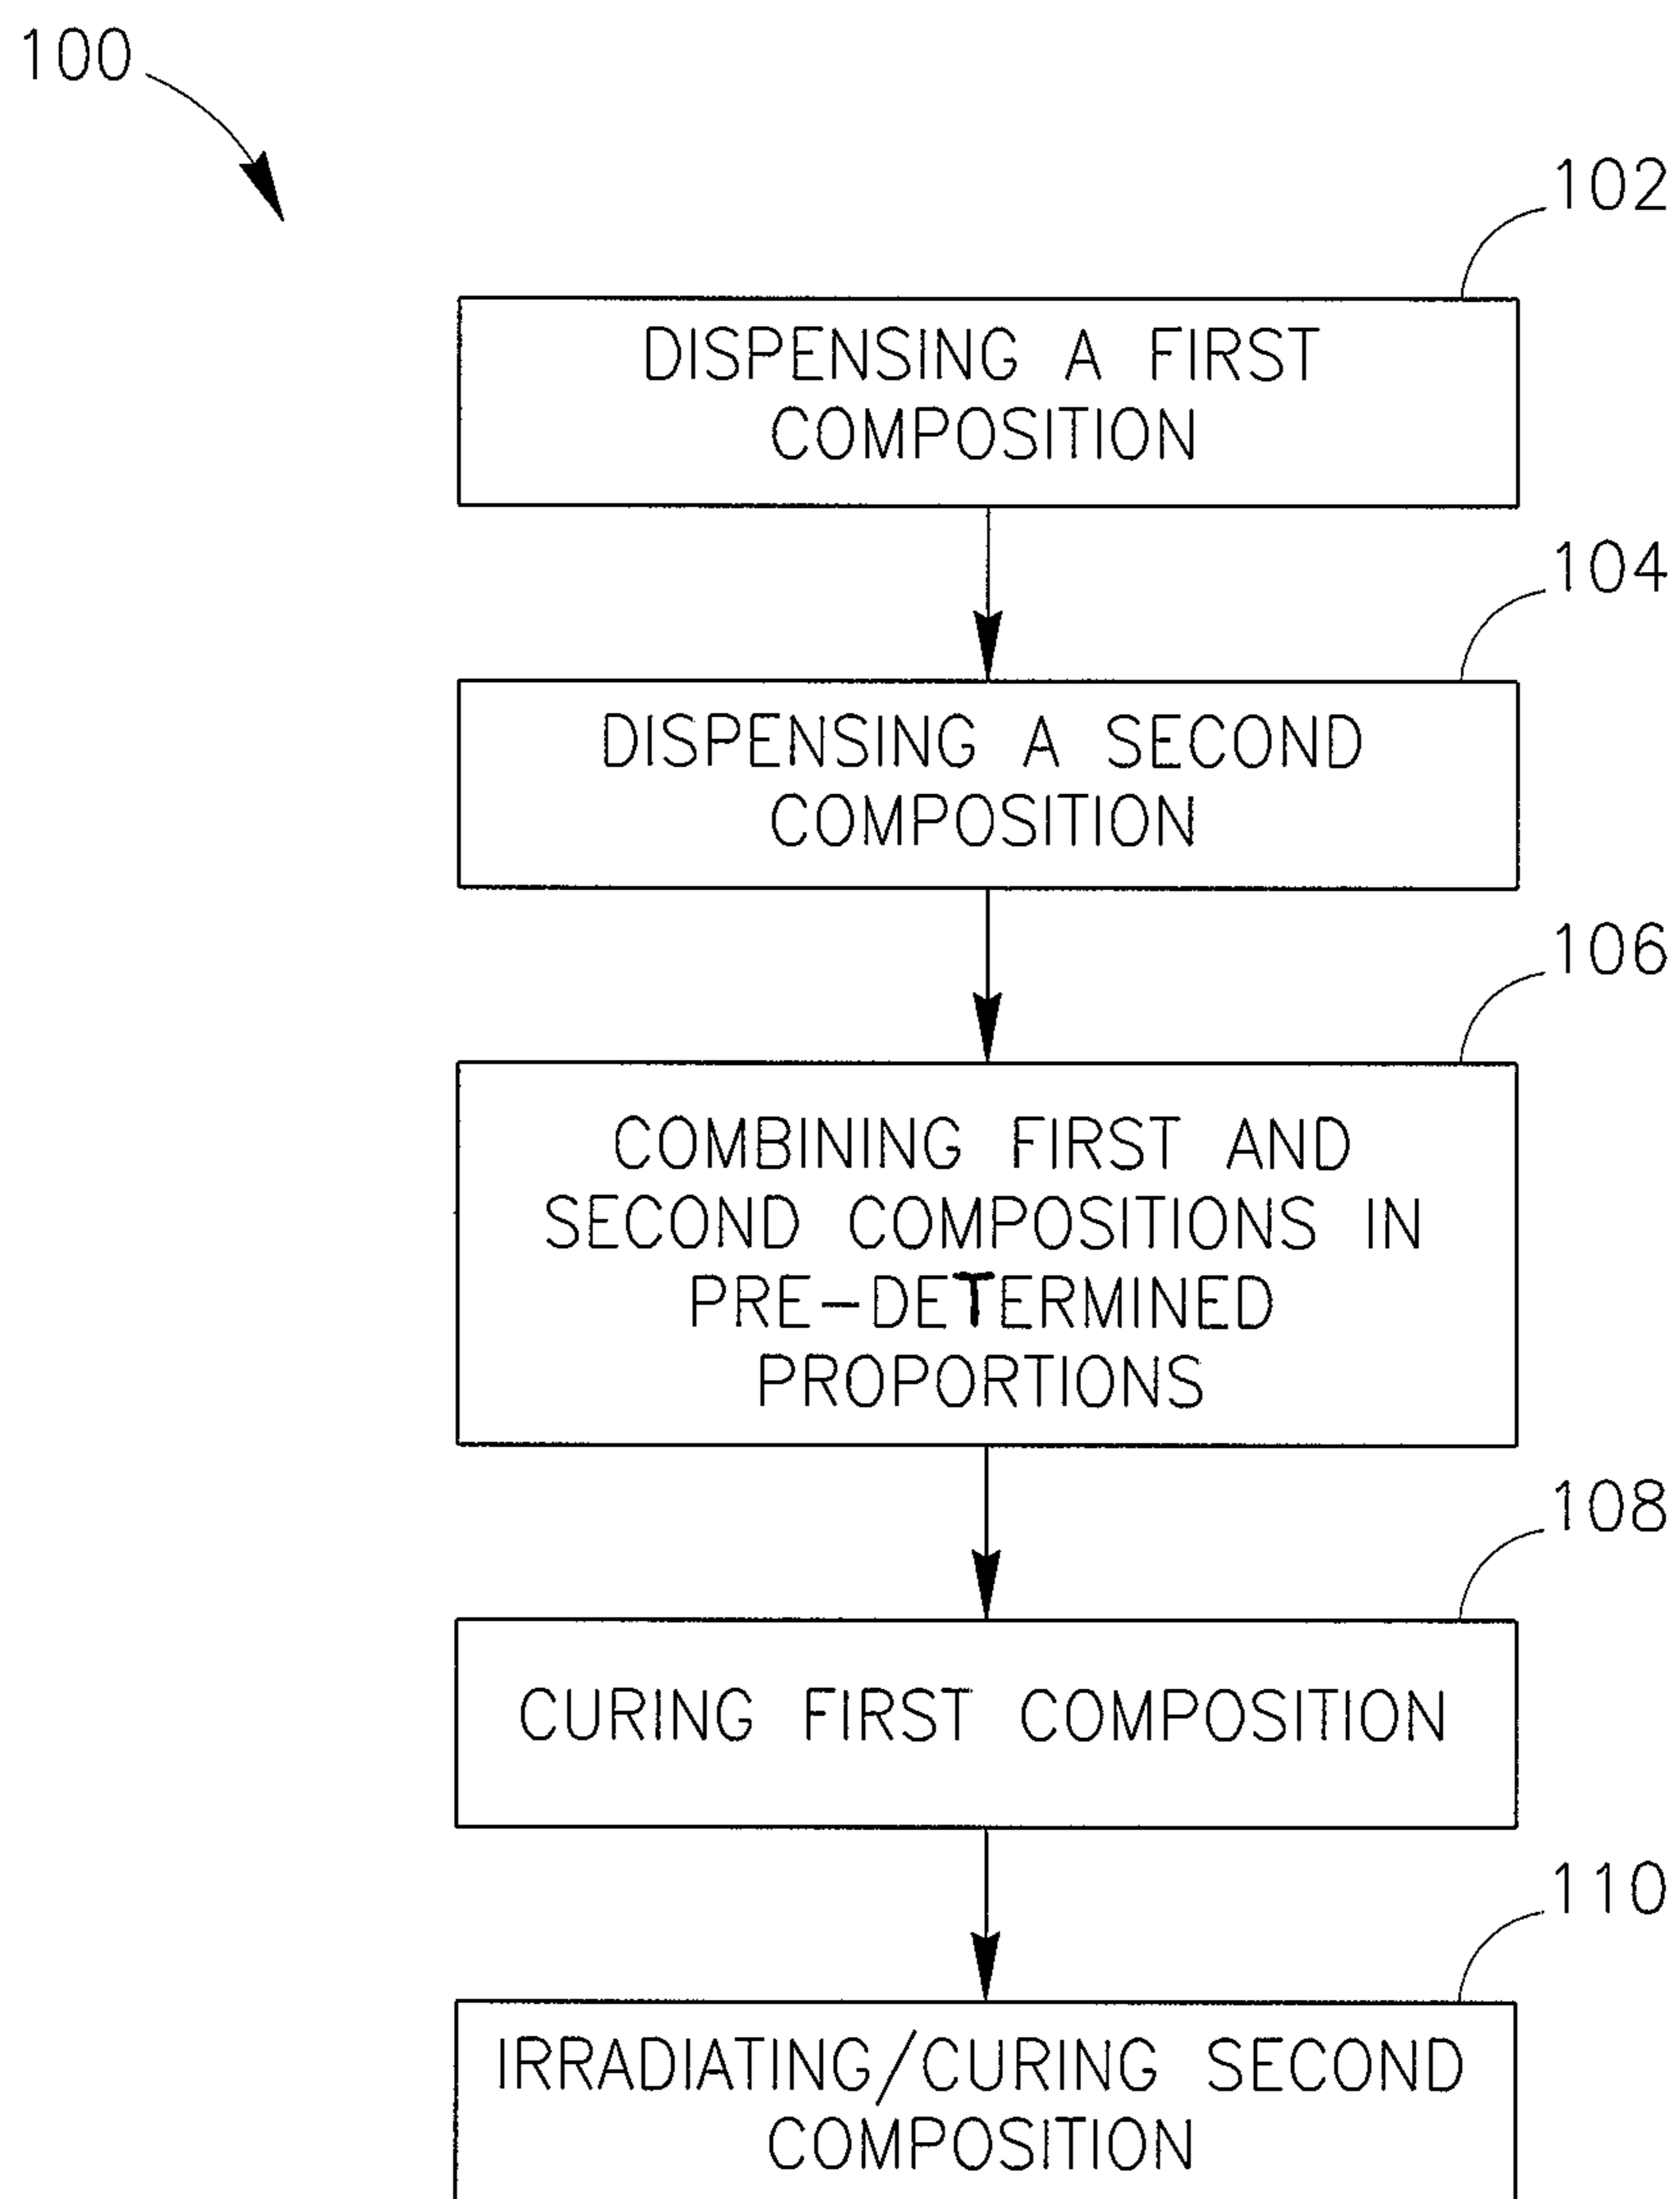 100
102
DISPENSING A FIRST
COMPOSITION
104
DISPENSING A SECOND
COMPOSITION
106
COMBINING FIRST AND
SECOND COMPOSITIONS IN
PRE-DETERMINED
PROPORTIONS
108
CURING FIRST COMPOSITION
110
IRRADIATING/CURING SECOND
COMPOSITION